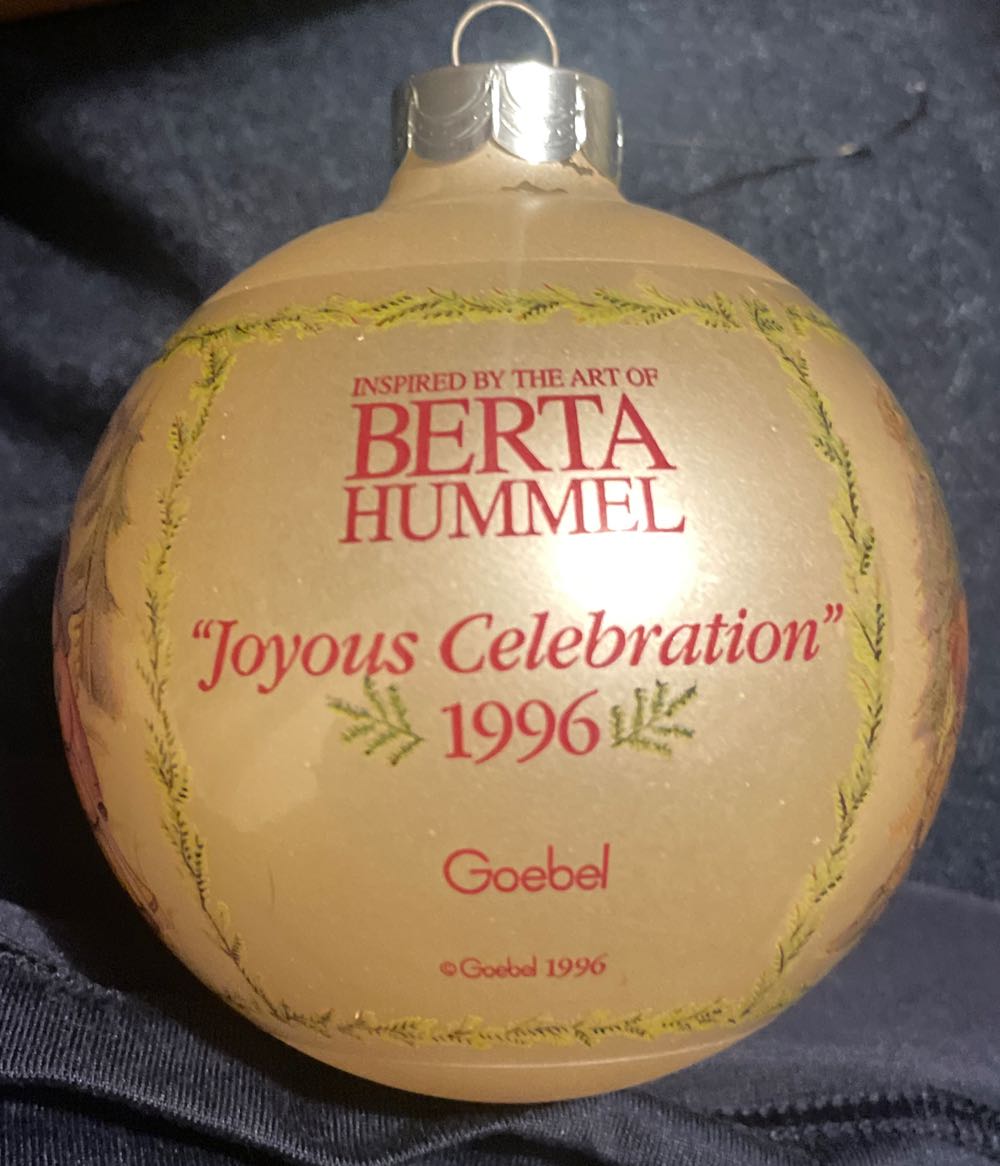 INSPIRED BY THE ART OF
BERTA
HUMMEL
“Joyous Celebration”
1996
Goebel
© Goebel 1996